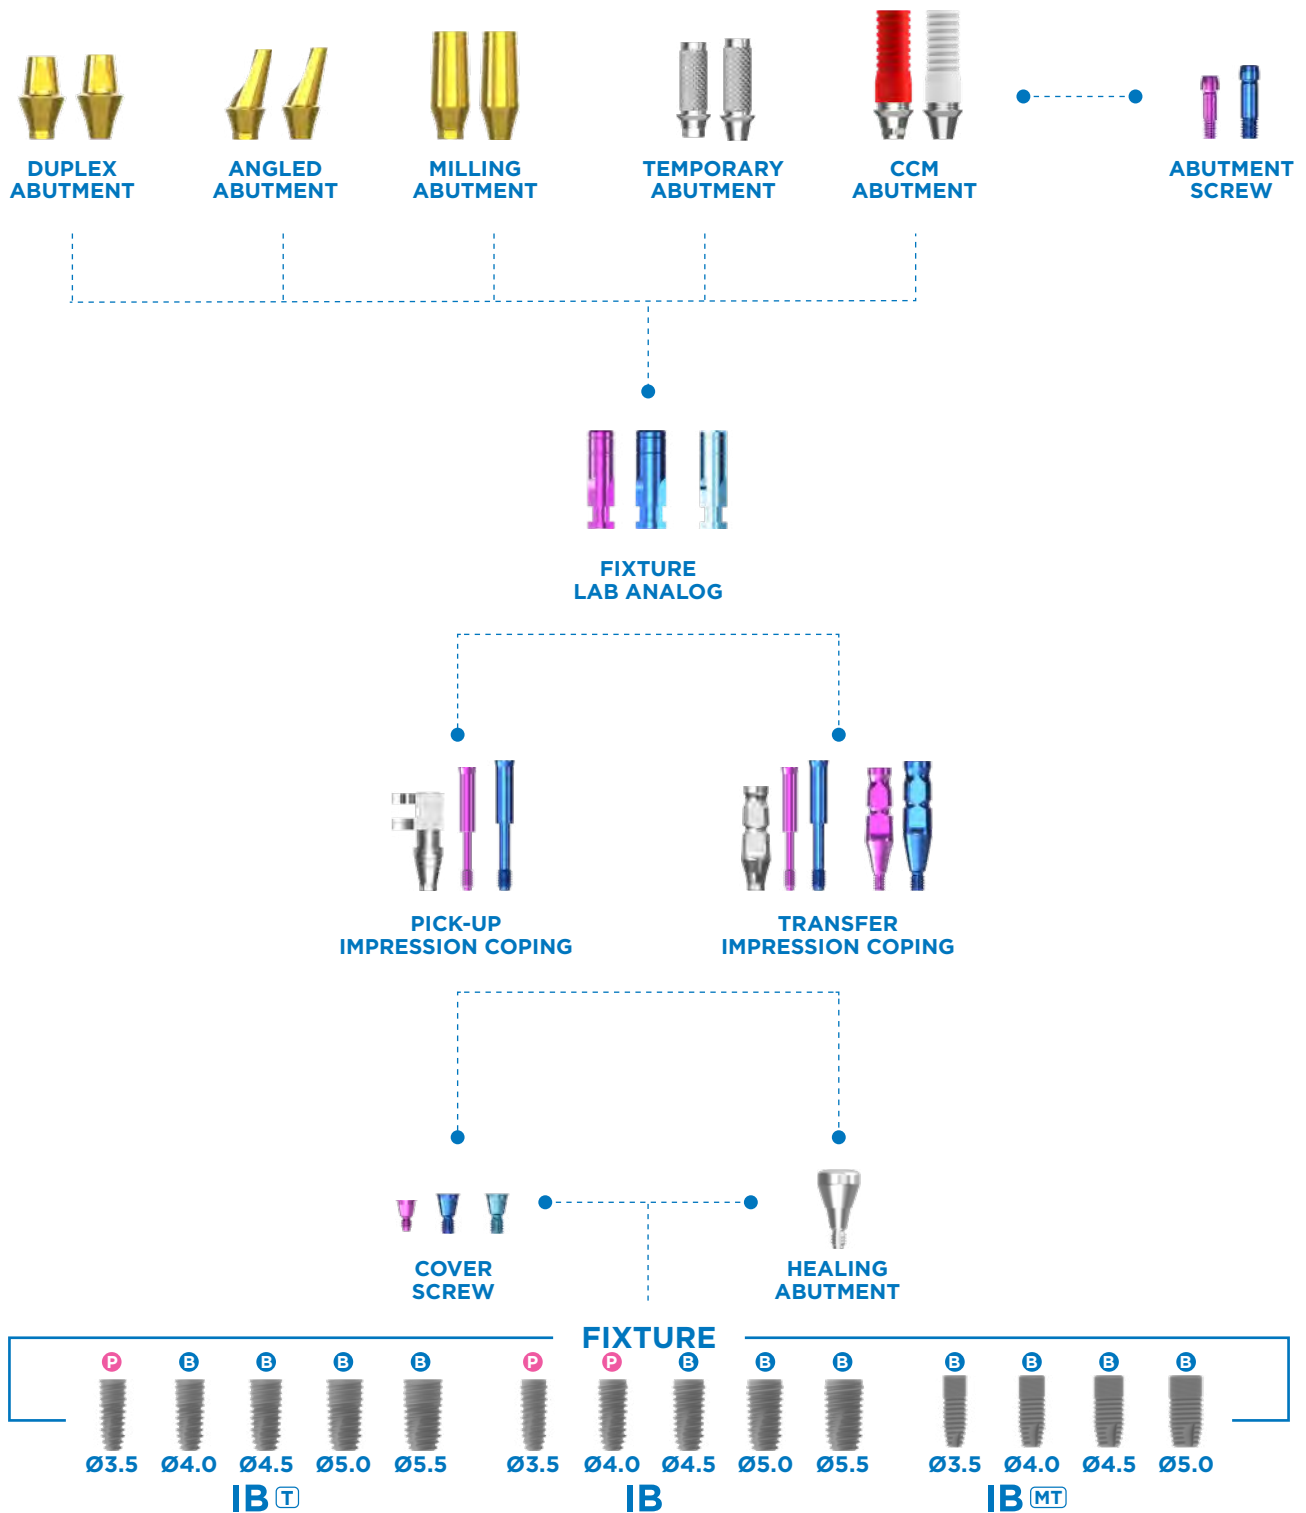 DUPLEX
ABUTMENT
ANGLED
ABUTMENT
MILLING
ABUTMENT
TEMPORARY
ABUTMENT
CCM
ABUTMENT
ABUTMENT
SCREW
FIXTURE
LAB ANALOG
PICK-UP
IMPRESSION COPING
TRANSFER
IMPRESSION COPING
COVER
SCREW
HEALING
ABUTMENT
FIXTURE
P B B B B
Ø3.5 Ø4.0 Ø4.5 Ø5.0 Ø5.5
IB T
P P B B B
Ø3.5 Ø4.0 Ø4.5 Ø5.0 Ø5.5
IB
B B B B
Ø3.5 Ø4.0 Ø4.5 Ø5.0
IB MT